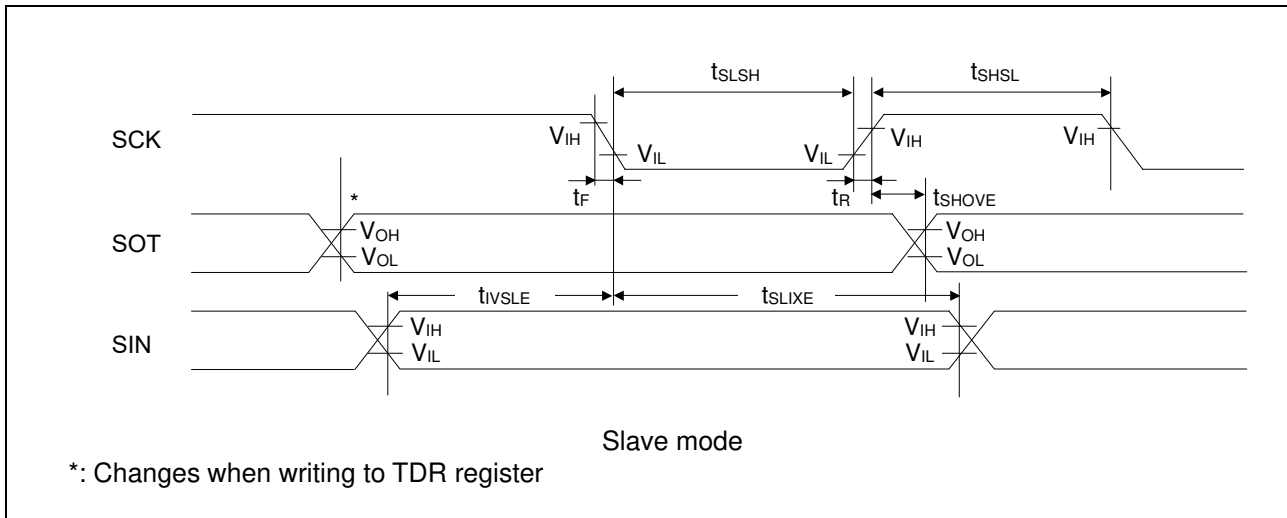 tSLSH tSHSL
SCK VIH VIL VIL VIH VIH
tF tR tSHOVE
*
SOT VOH VOL VOH VOL
tIVSLE tSLIXE
SIN VIH VIL VIH VIL
Slave mode
*: Changes when writing to TDR register